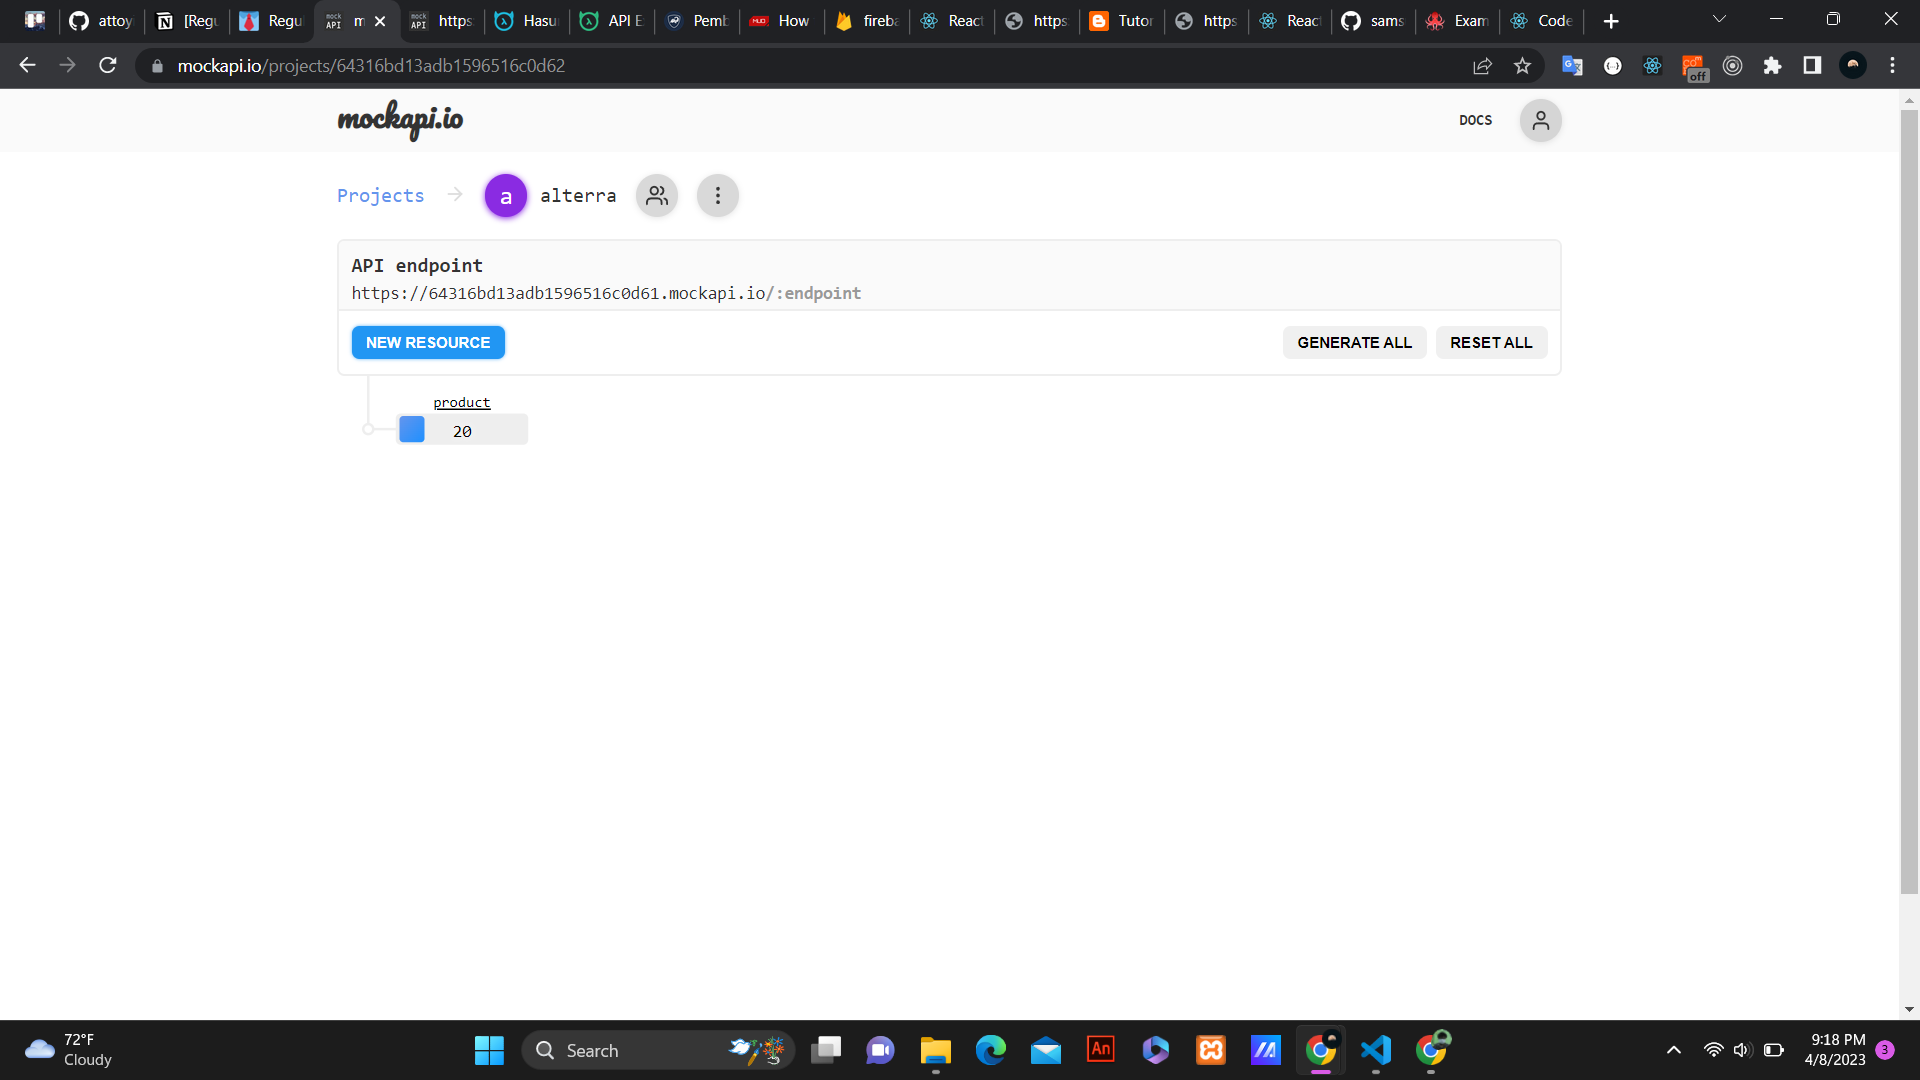 attoy
[Regu
Regu
m
https
Hasu
API E
Pemb
How
fireba
React
https
Tutor
https
React
sams
Exam
Code
mockapi.io/projects/64316bd13adb1596516c0d62
off
mockapi.io
DOCS
Projects → a alterra
API endpoint
https://64316bd13adb1596516c0d61.mockapi.io/:endpoint
NEW RESOURCE
GENERATE ALL
RESET ALL
product
20
72°F
Cloudy
Search
An
9:18 PM
4/8/2023
3